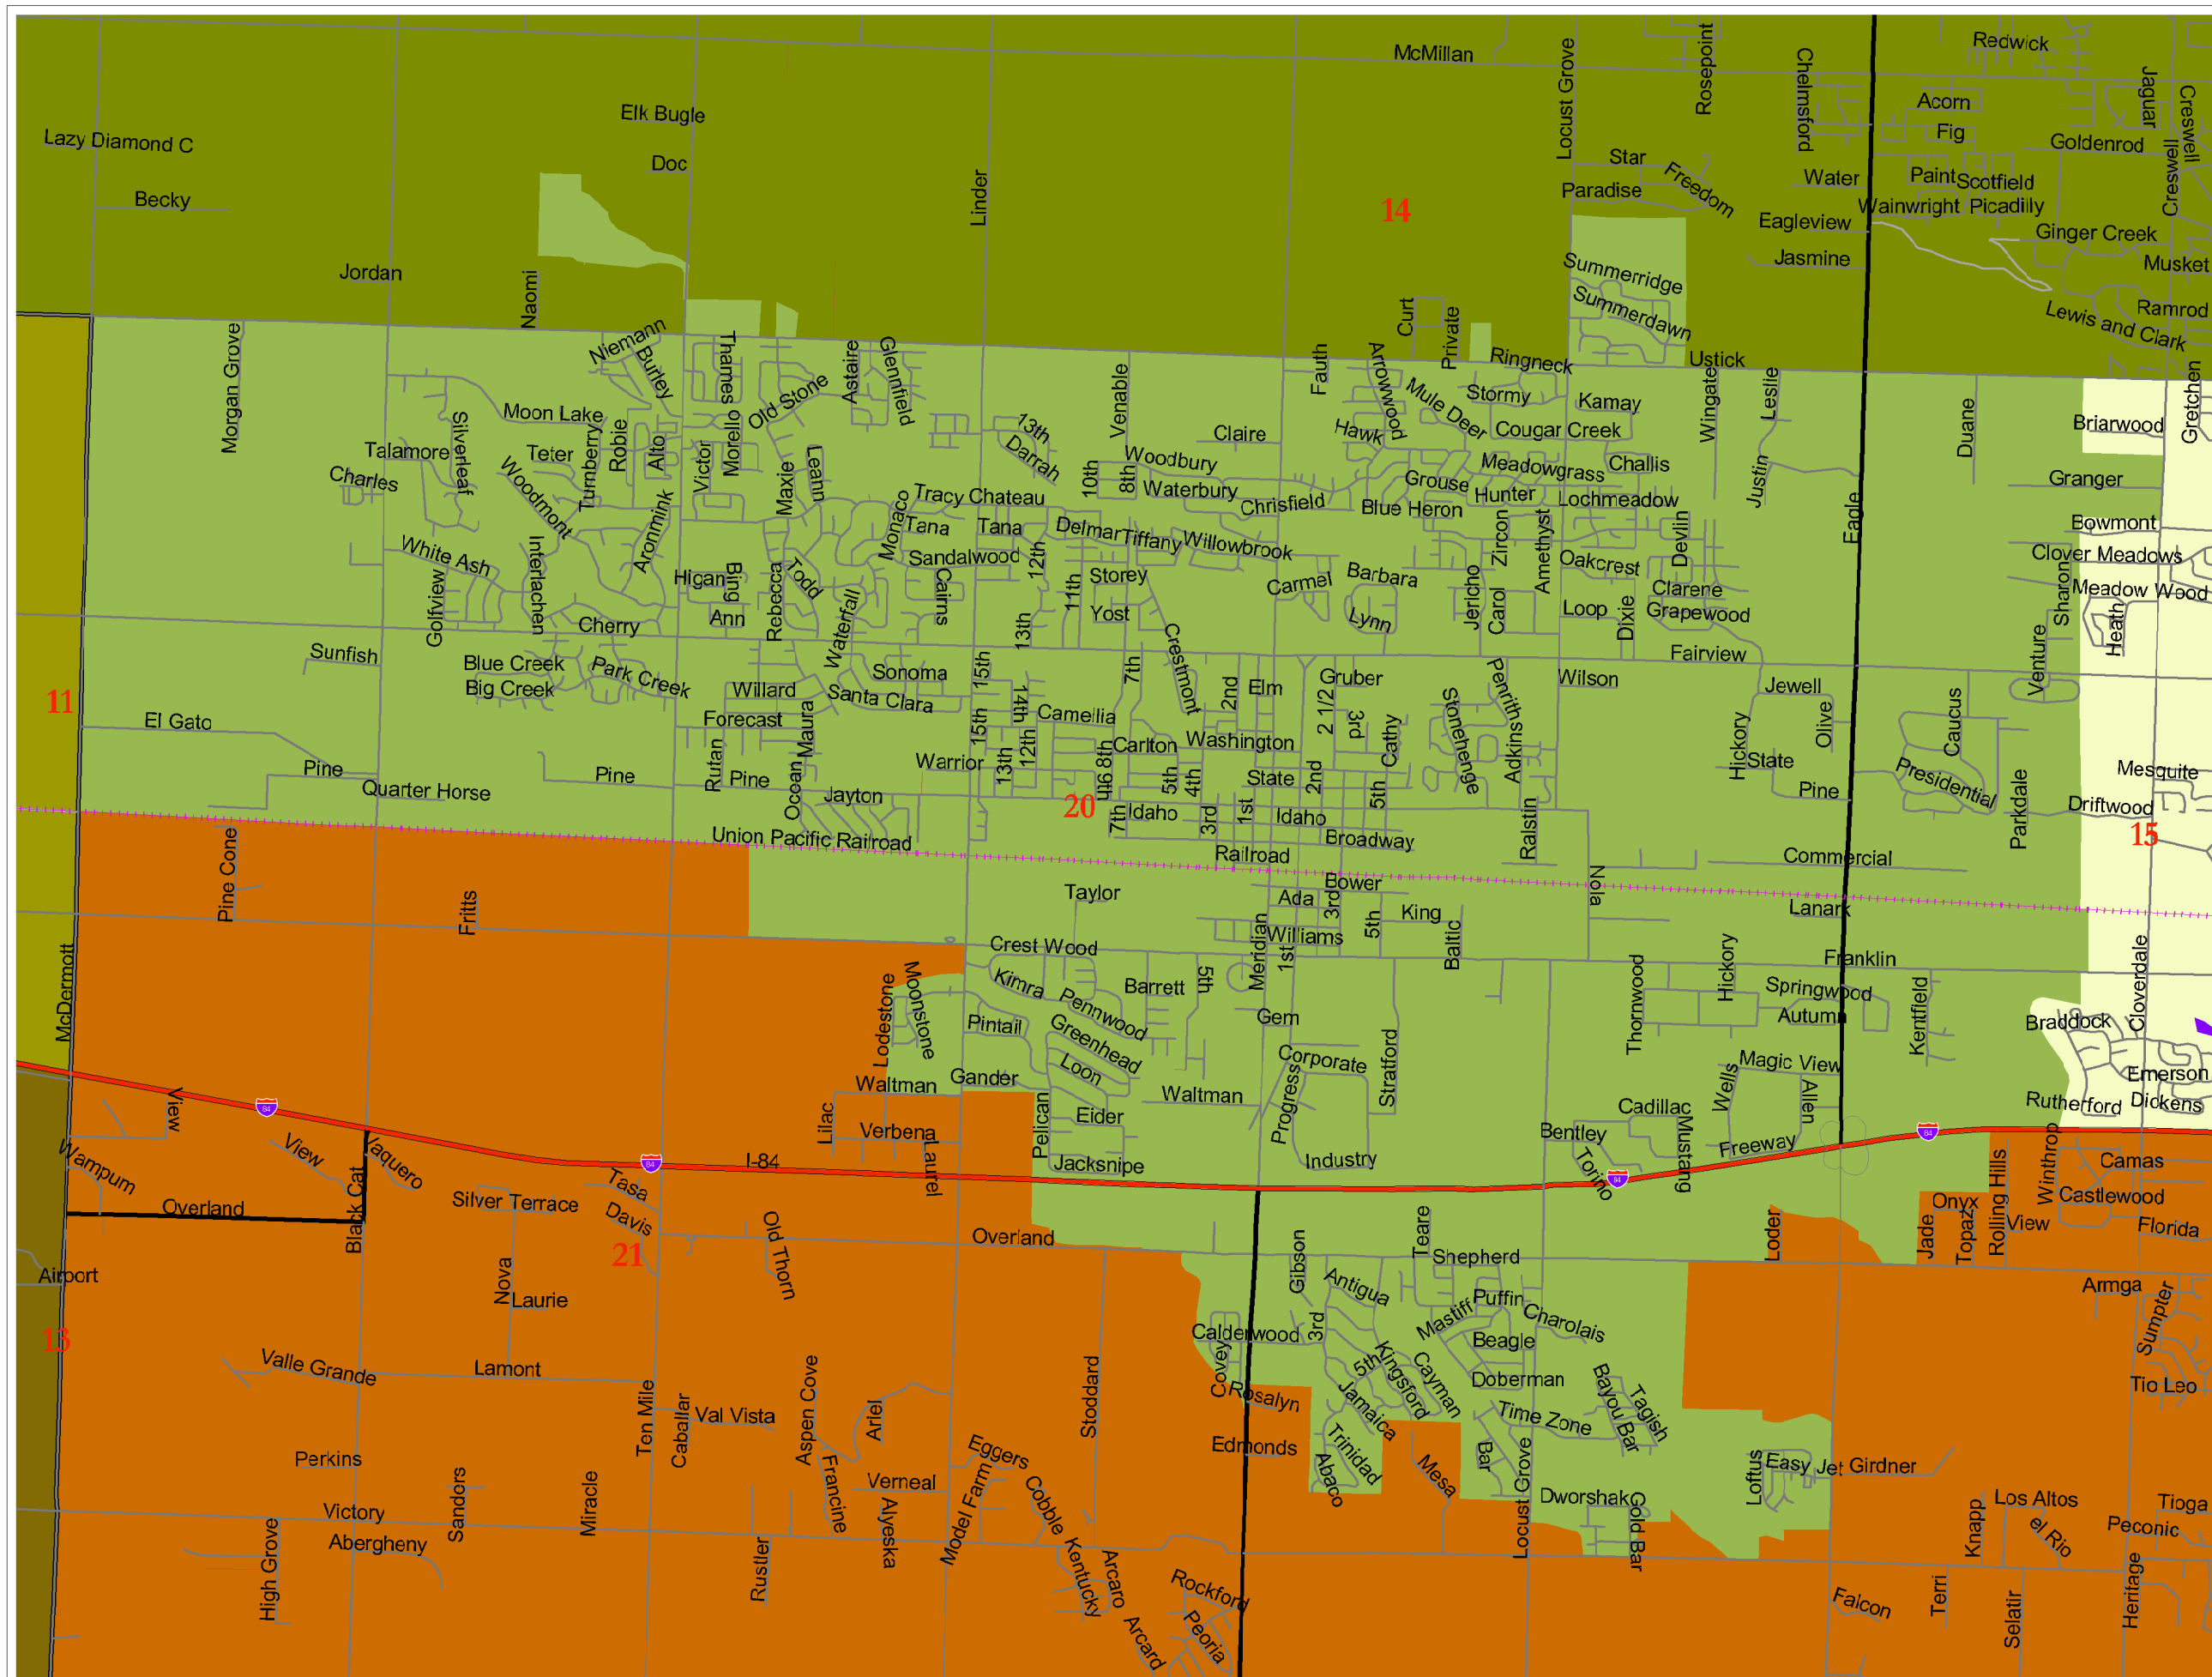 McMillan
Locust Grove
Rosepoint
Chelmsford
Redwick
Jaguar
Creswell
Creswell
Acorn
Fig
Goldenrod
Elk Bugle
Lazy Diamond C
Doc
Becky
Linder
14
Star
Paradise
Freedom
Water
Paint
Scotfield
Wainwright
Picadilly
Eagleview
Ginger Creek
Jasmine
Musket
Jordan
Naomi
Summerridge
Summerdawn
Curt
Private
Ramrod
Lewis and Clark
Morgan Grove
Niemann
Burley
Thames
Astaire
Glennfield
Fauth
Arrowwood
Ringneck
Ustick
Wingate
Leslie
Gretchen
Moon Lake
Old Stone
Venable
Mule Deer
Stormy
Kamay
Duane
Briarwood
Silverleaf
Talamore
Teter
Turnberry
Robie
Alto
Victor
Morello
13th
Darrah
Claire
Hawk
Cougar Creek
Charles
Woodmont
Maxie
Leann
10th
8th
Woodbury
Waterbury
Meadowgrass
Challis
Justin
Granger
Tracy Chateau
Chrisfield
Grouse
Hunter
Lochmeadow
Blue Heron
Eagle
Bowmont
White Ash
Interlachen
Aronmink
Monaco
Tana
Tana
Delmar
Tiffany
Willowbrook
Zircon
Amethyst
Devlin
Clover Meadows
Golfview
Higan
Bing
Rebecca
Todd
Sandalwood
Cairns
12th
11th
Storey
Carmel
Barbara
Jericho
Carol
Oakcrest
Clarene
Sharon
Meadow Wood
Heath
Cherry
Ann
Waterfall
13th
Yost
Lynn
Loop
Dixie
Grapewood
Sunfish
Blue Creek
Big Creek
Park Creek
Willard
Sonoma
Santa Clara
15th
14th
7th
Crestmont
2nd
Elm
Gruber
2 1/2
3rd
Cathy
Stonehenge
Penrith
Adkins
Wilson
Fairview
Jewell
Olive
Venture
Caucus
11
El Gato
Forecast
Maura
15th
12th
Camellia
Carlton
Washington
Hickory
State
Pine
Quarter Horse
Pine
Rutan
Pine
Ocean
Jayton
Warrior
13th
9th
8th
5th
4th
State
2nd
5th
Pine
Presidential
Parkdale
Mesquite
Driftwood
20
7th
Idaho
3rd
1st
Idaho
Broadway
Ralstin
15
Union Pacific Railroad
Railroad
Commercial
Pine Cone
Fritts
Taylor
Bower
Ada
3rd
5th
King
Baltic
Nola
Lanark
McDermott
Crest Wood
Meridian
Williams
1st
Franklin
Cloverdale
Lodestone
Moonstone
Kimra
Pennwood
Barrett
5th
Thornwood
Hickory
Springwood
Autumn
Kentfield
Pintail
Greenhead
Gem
Braddock
Loon
Corporate
Stratford
Magic View
Emerson
Waltman
Gander
Waltman
Progress
Wells
Allen
Rutherford
Dickens
84
View
Lilac
Verbena
Laurel
Pelican
Eider
Cadillac
Bentley
Mustang
Freeway
84
Wampum
View
Vaquero
84
I-84
Jacksnipe
Industry
Torino
84
Rolling Hills
Winthrop
Camas
Overland
Black Cat
Silver Terrace
Tasa
Davis
Onyx
Castlewood
Old Thorn
Overland
Gibson
Teare
Shepherd
Loder
Jade
Topaz
View
Florida
21
Airport
Nova
Laurie
Antigua
Puffin
Charolais
Armga
Sumpter
13
Calderwood
3rd
Mastiff
Beagle
Valle Grande
Lamont
Covey
Rosalyn
5th
Kingsford
Cayman
Doberman
Bayou Bar
Tagish
Tio Leo
Ten Mile
Caballar
Val Vista
Aspen Cove
Ariel
Stoddard
Jamaica
Time Zone
Perkins
Eggers
Edmonds
Trinidad
Abaco
Mesa
Bar
Locust Grove
Loftus
Easy Jet
Girdner
Sandors
Miracle
Francine
Verneal
Alyeska
Model Farm
Cobble
Dworshak
Gold Bar
Victory
Los Altos
el Rio
Knapp
Tioga
Peconic
Abergheny
High Grove
Rustler
Kentucky
Arcaro
Arcard
Rockford
Peoria
Falcon
Terri
Selatir
Heritage